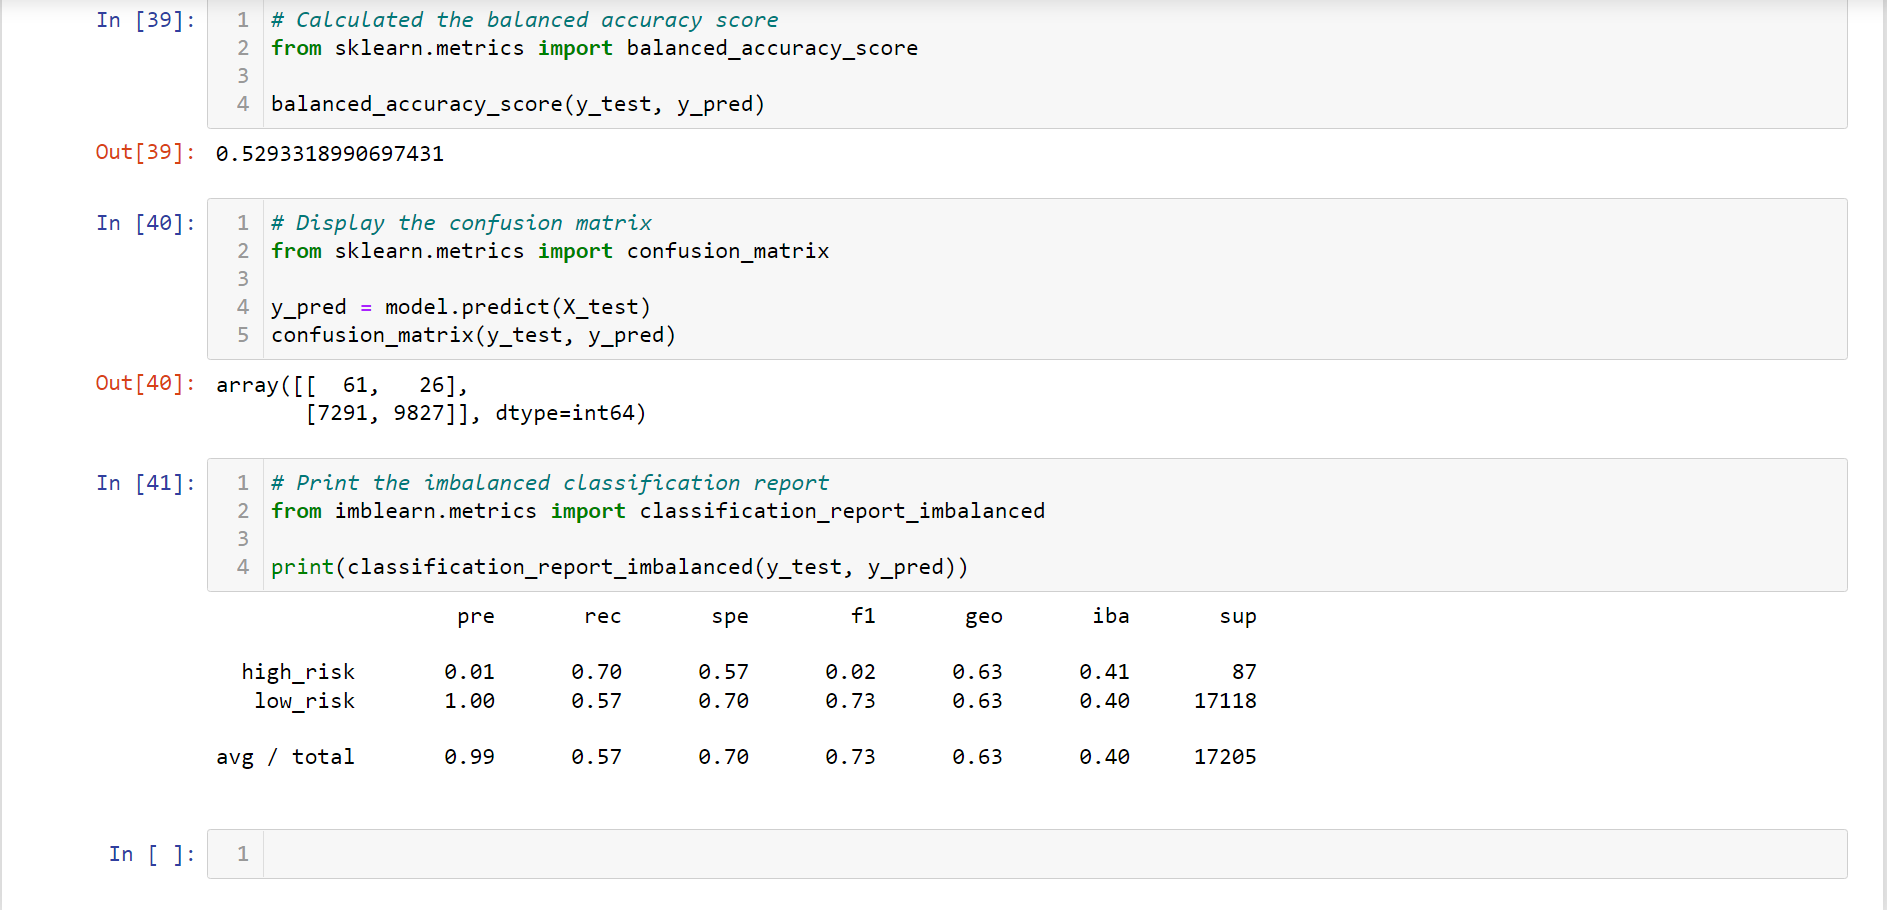 In [39]: 1 # Calculated the balanced accuracy score
2 from sklearn.metrics import balanced_accuracy_score
3
4 balanced_accuracy_score(y_test, y_pred)
Out[39]: 0.5293318990697431
In [40]: 1 # Display the confusion matrix
2 from sklearn.metrics import confusion_matrix
3
4 y_pred = model.predict(X_test)
5 confusion_matrix(y_test, y_pred)
Out[40]: array([[  61,   26],
       [7291, 9827]], dtype=int64)
In [41]: 1 # Print the imbalanced classification report
2 from imblearn.metrics import classification_report_imbalanced
3
4 print(classification_report_imbalanced(y_test, y_pred))
pre rec spe f1 geo iba sup
high_risk 0.01 0.70 0.57 0.02 0.63 0.41 87
low_risk 1.00 0.57 0.70 0.73 0.63 0.40 17118
avg / total 0.99 0.57 0.70 0.73 0.63 0.40 17205
In [ ]: 1